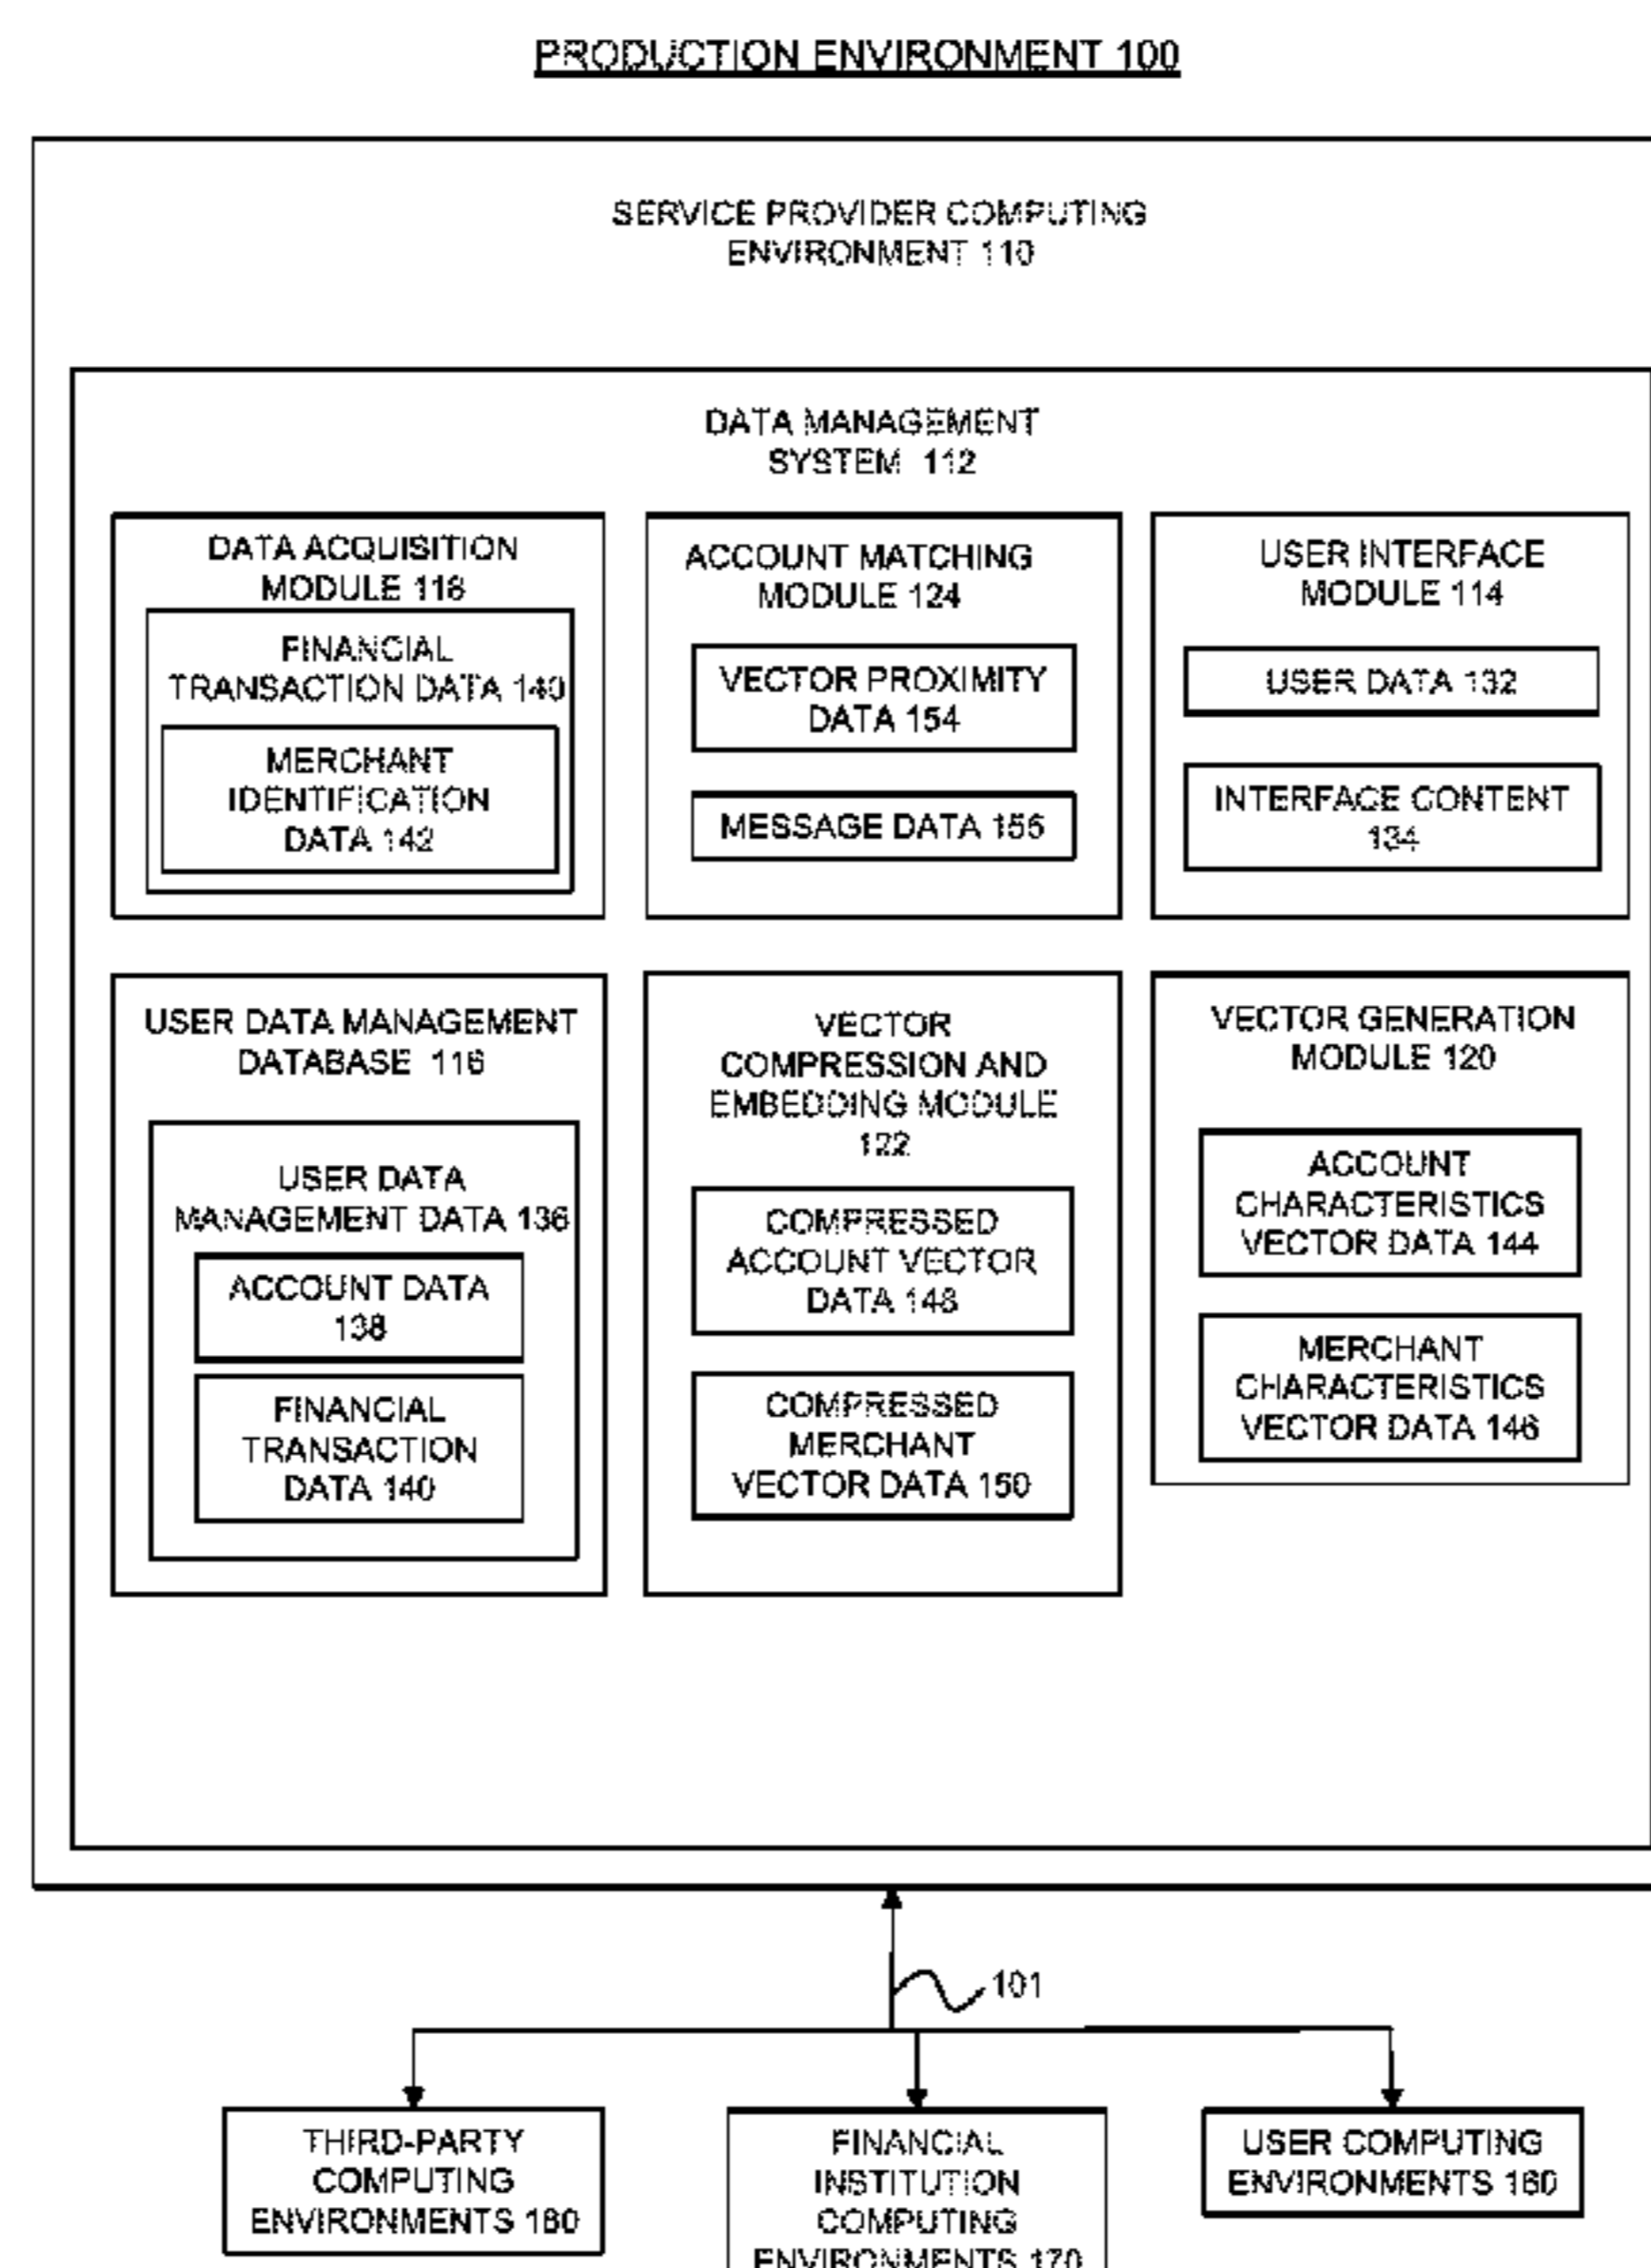 PRODUCTION ENVIRONMENT 100
SERVICE PROVIDER COMPUTING
ENVIRONMENT 110
DATA MANAGEMENT
SYSTEM 112
DATA ACQUISITION
MODULE 118
FINANCIAL
TRANSACTION DATA 140
MERCHANT
IDENTIFICATION
DATA 142
ACCOUNT MATCHING
MODULE 124
VECTOR PROXIMITY
DATA 154
MESSAGE DATA
USER INTERFACE
MODULE 114
USER DATA 132
INTERFACE CONTENT
134
USER DATA MANAGEMENT
DATABASE 116
USER DATA
MANAGEMENT DATA 136
ACCOUNT DATA
138
FINANCIAL
TRANSACTION
DATA 140
VECTOR
COMPRESSION AND
EMBEDDING MODULE
122
COMPRESSED
ACCOUNT VECTOR
DATA 148
COMPRESSED
MERCHANT
VECTOR DATA 150
VECTOR GENERATION
MODULE 120
ACCOUNT
CHARACTERISTICS
VECTOR DATA 144
MERCHANT
CHARACTERISTICS
VECTOR DATA 146
101
THIRD-PARTY
COMPUTING
ENVIRONMENTS
FINANCIAL
INSTITUTION
COMPUTING
ENVIRONMENTS 170
USER COMPUTING
ENVIRONMENTS